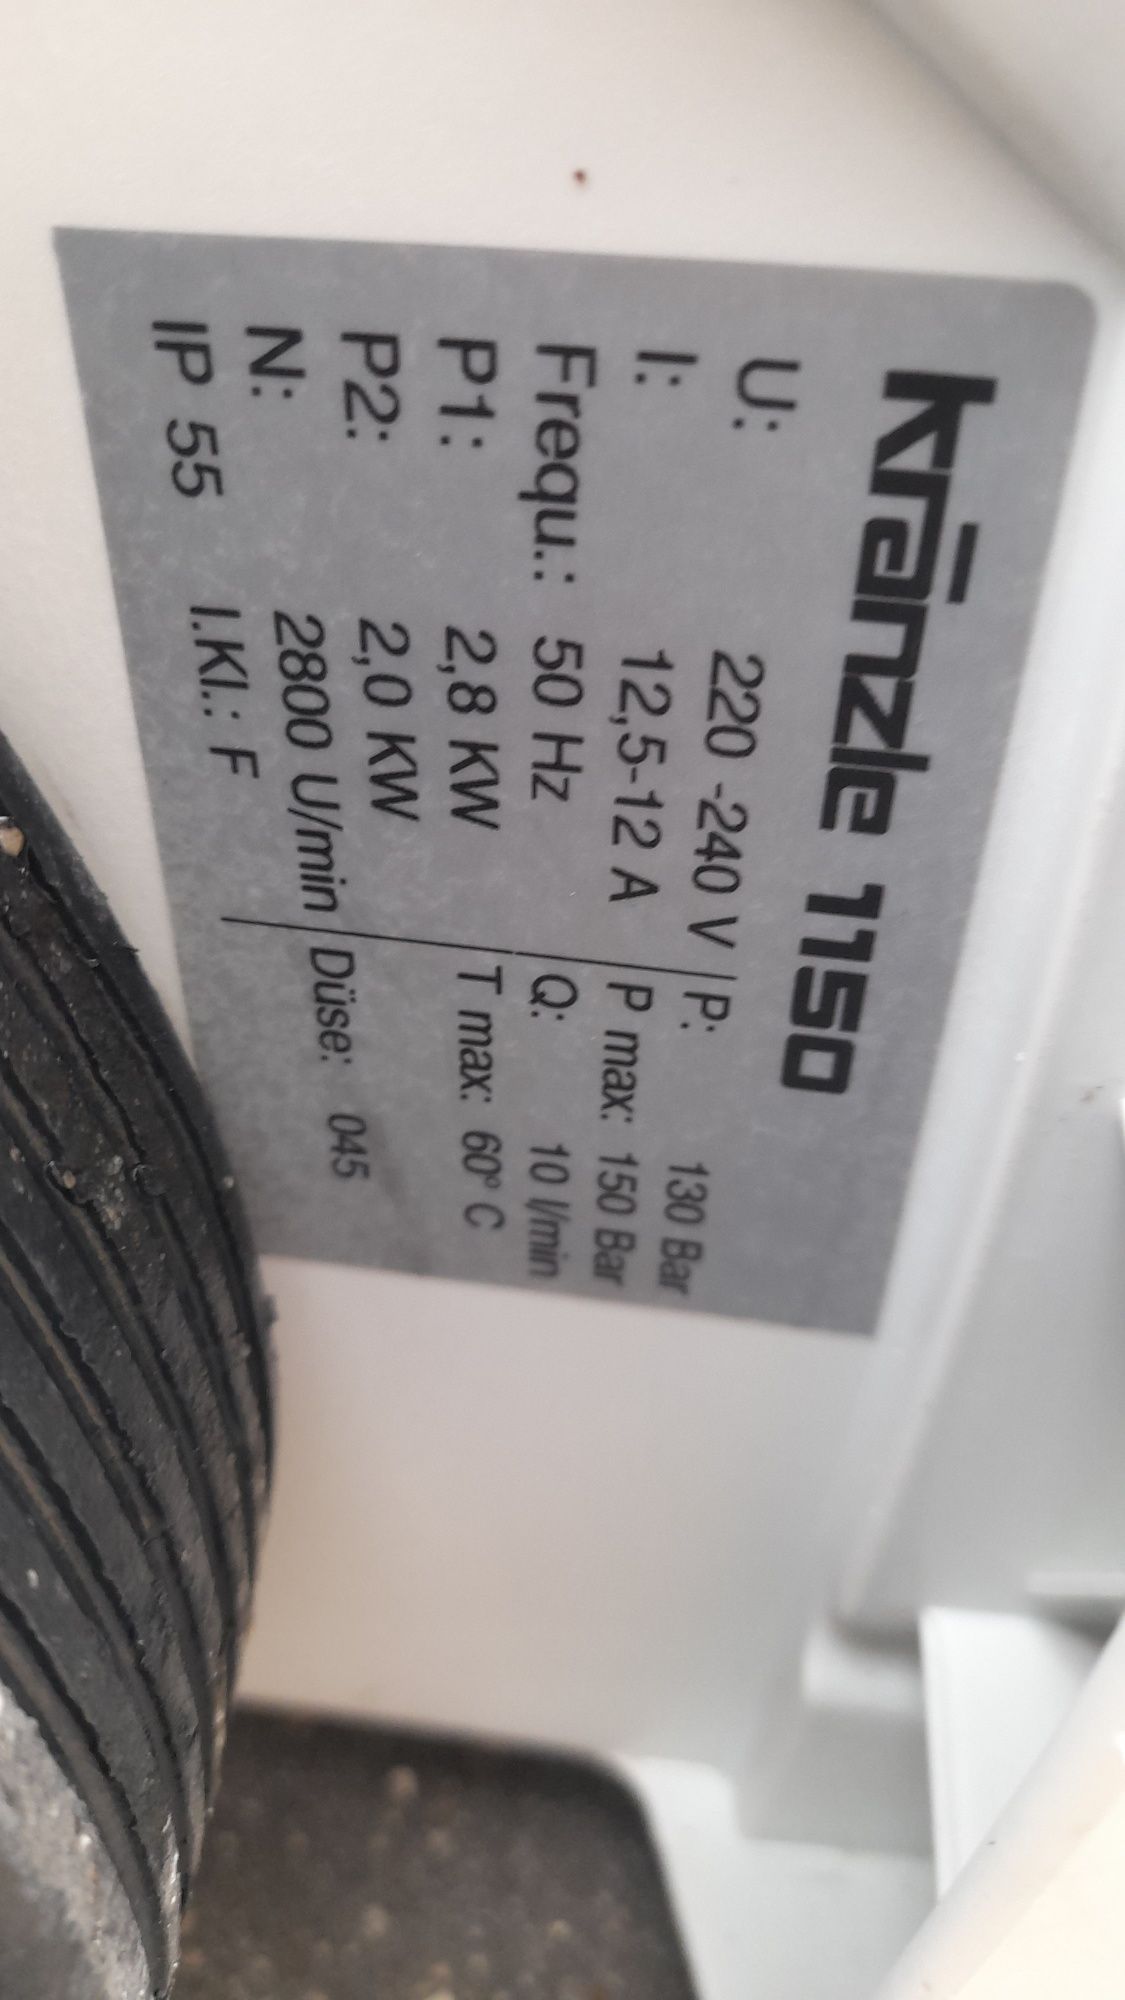 Kränzle 1150
U: 220 -240 V P: 130 Bar
I: 12,5-12 A P max: 150 Bar
Frequ.: 50 Hz Q: 10 l/min
P1: 2,8 KW T max: 60° C
P2: 2,0 KW
N: 2800 U/min Düse: 045
IP 55 I.Kl.: F